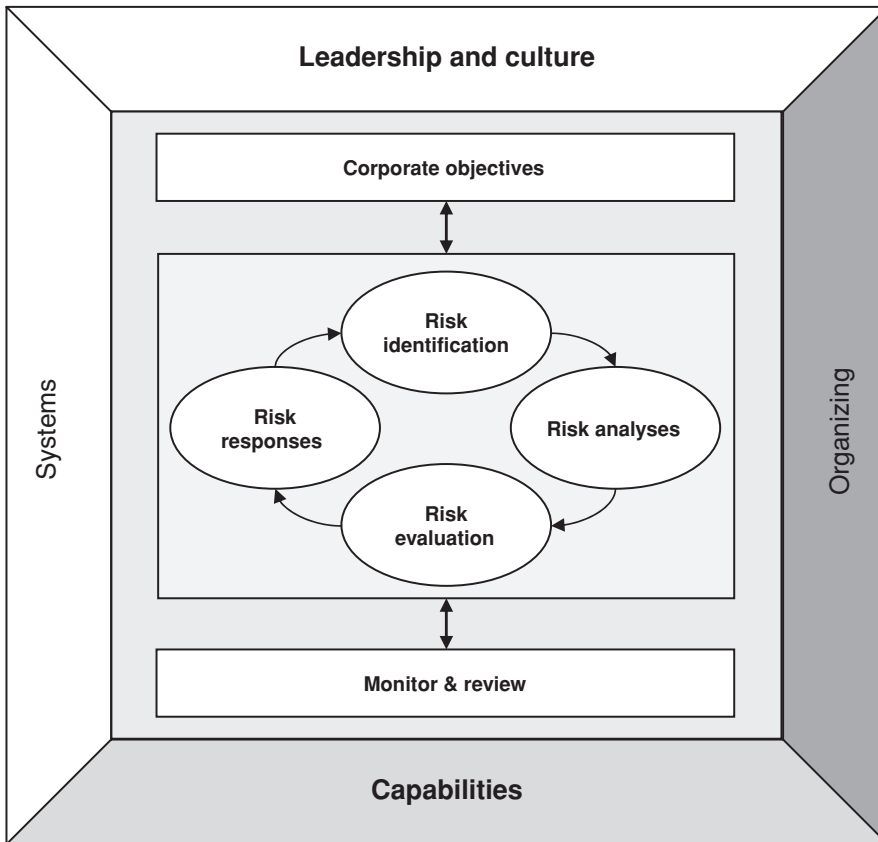 Leadership and culture
Corporate objectives
Systems
Risk
identification
Risk
responses
Risk analyses
Risk
evaluation
Organizing
Monitor & review
Capabilities